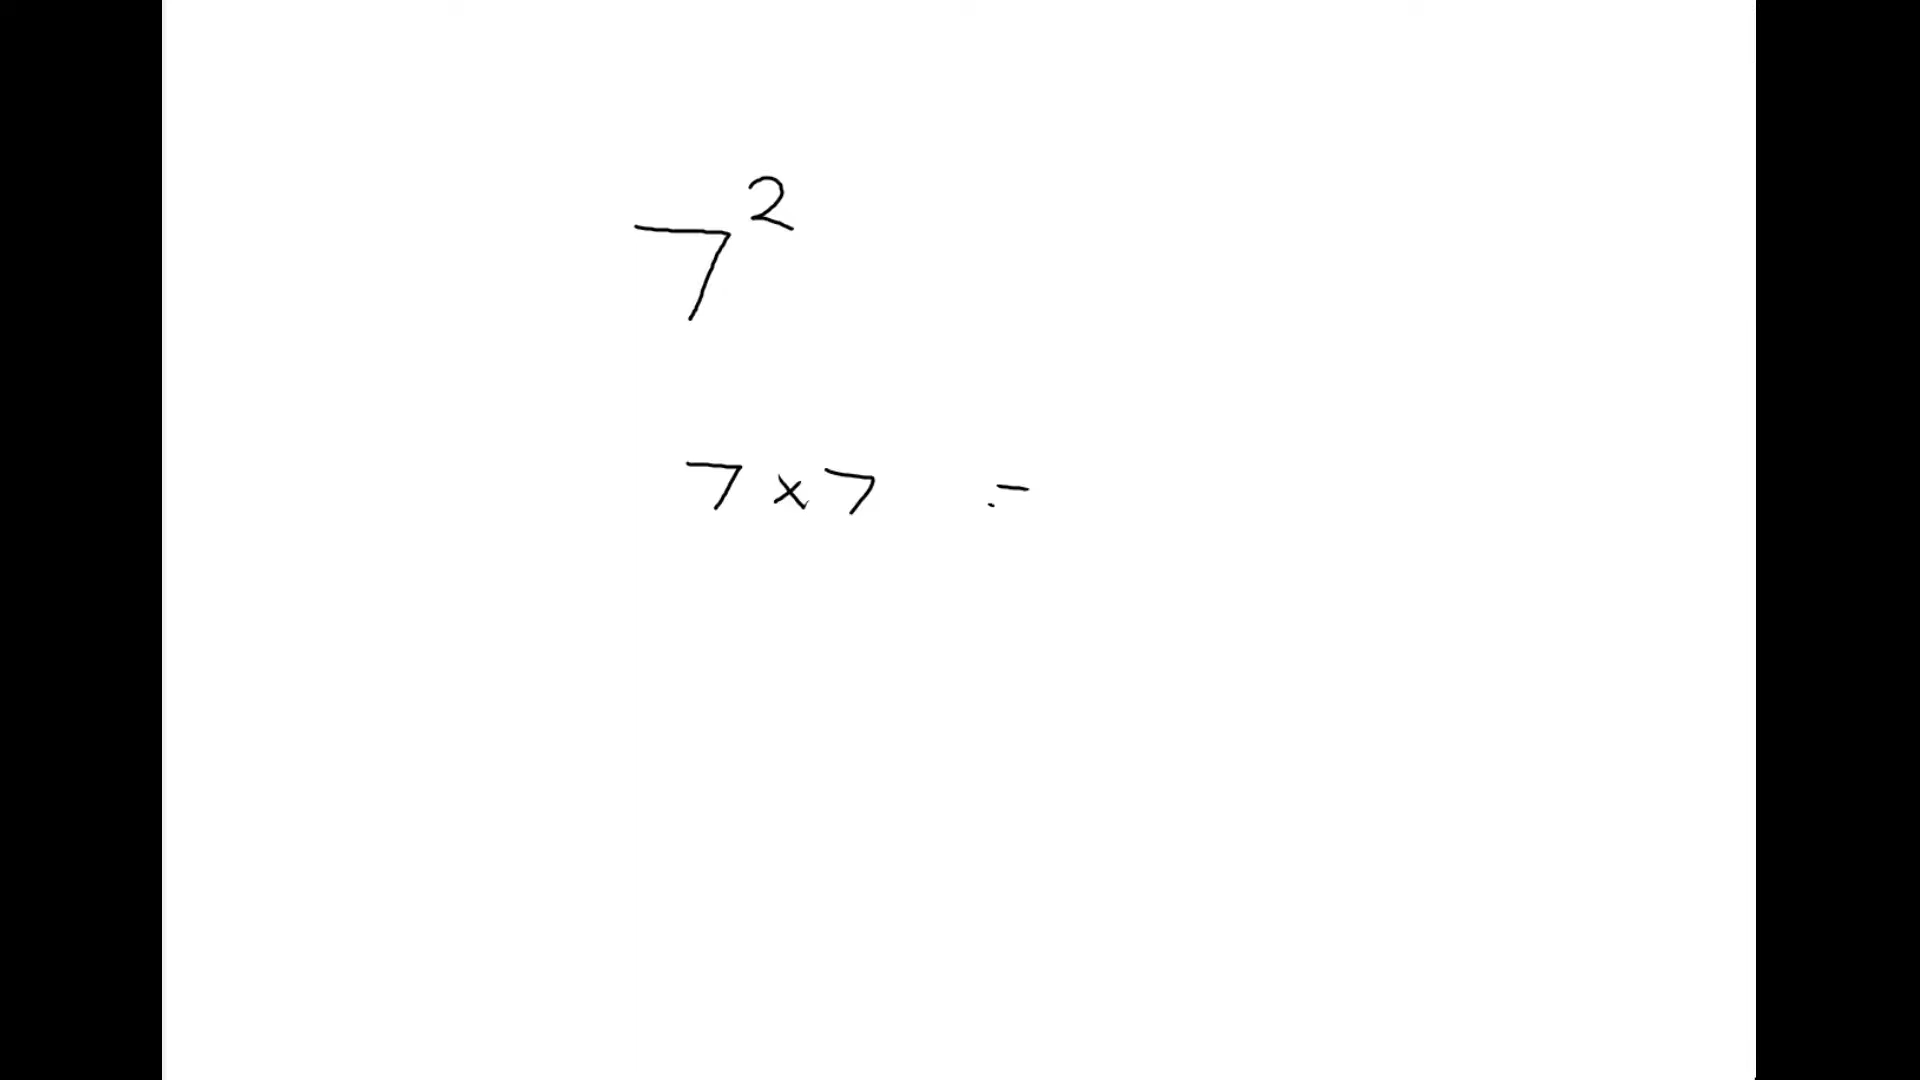 7²
7 × 7 =